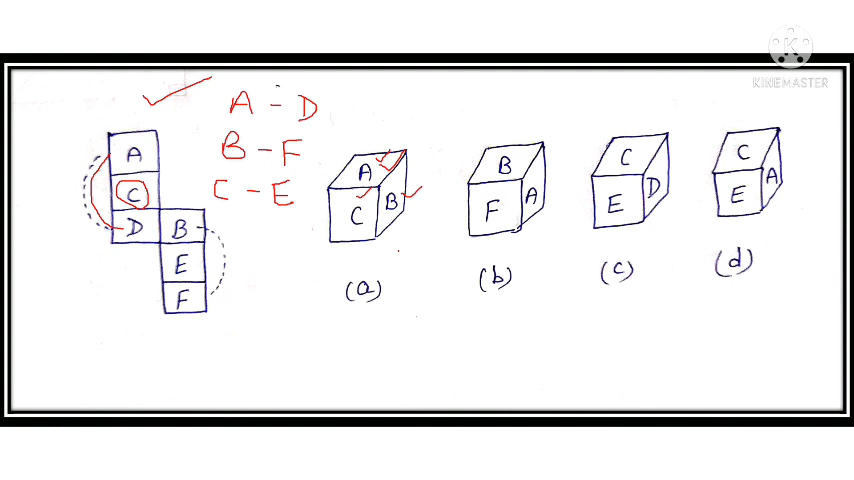 K
KINEMASTER
A - D
B - F
C - E
A
C
D B
E
F
A
C B
B
F A
C
E D
C
E A
(a) (b) (c) (d)